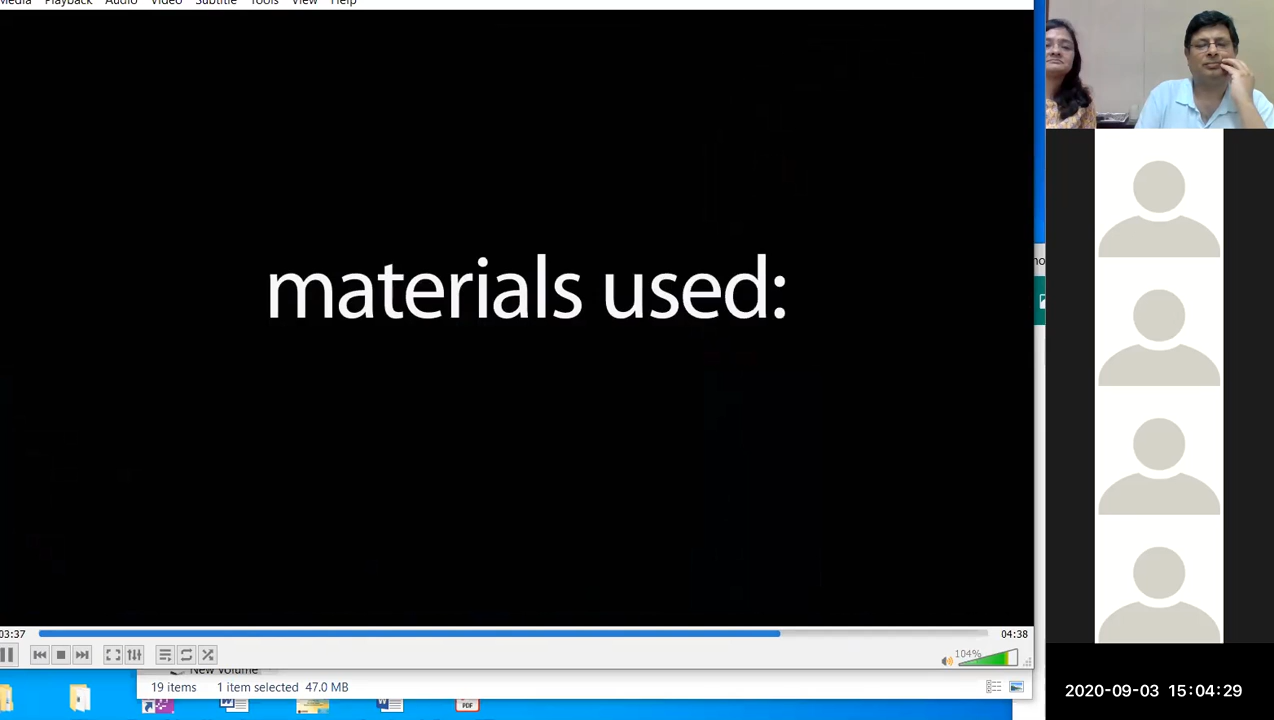 Media Playback Audio Video Subtitle Tools View Help
materials used:
03:37
04:38
104%
New Volume
19 items 1 item selected 47.0 MB
PDF
2020-09-03 15:04:29